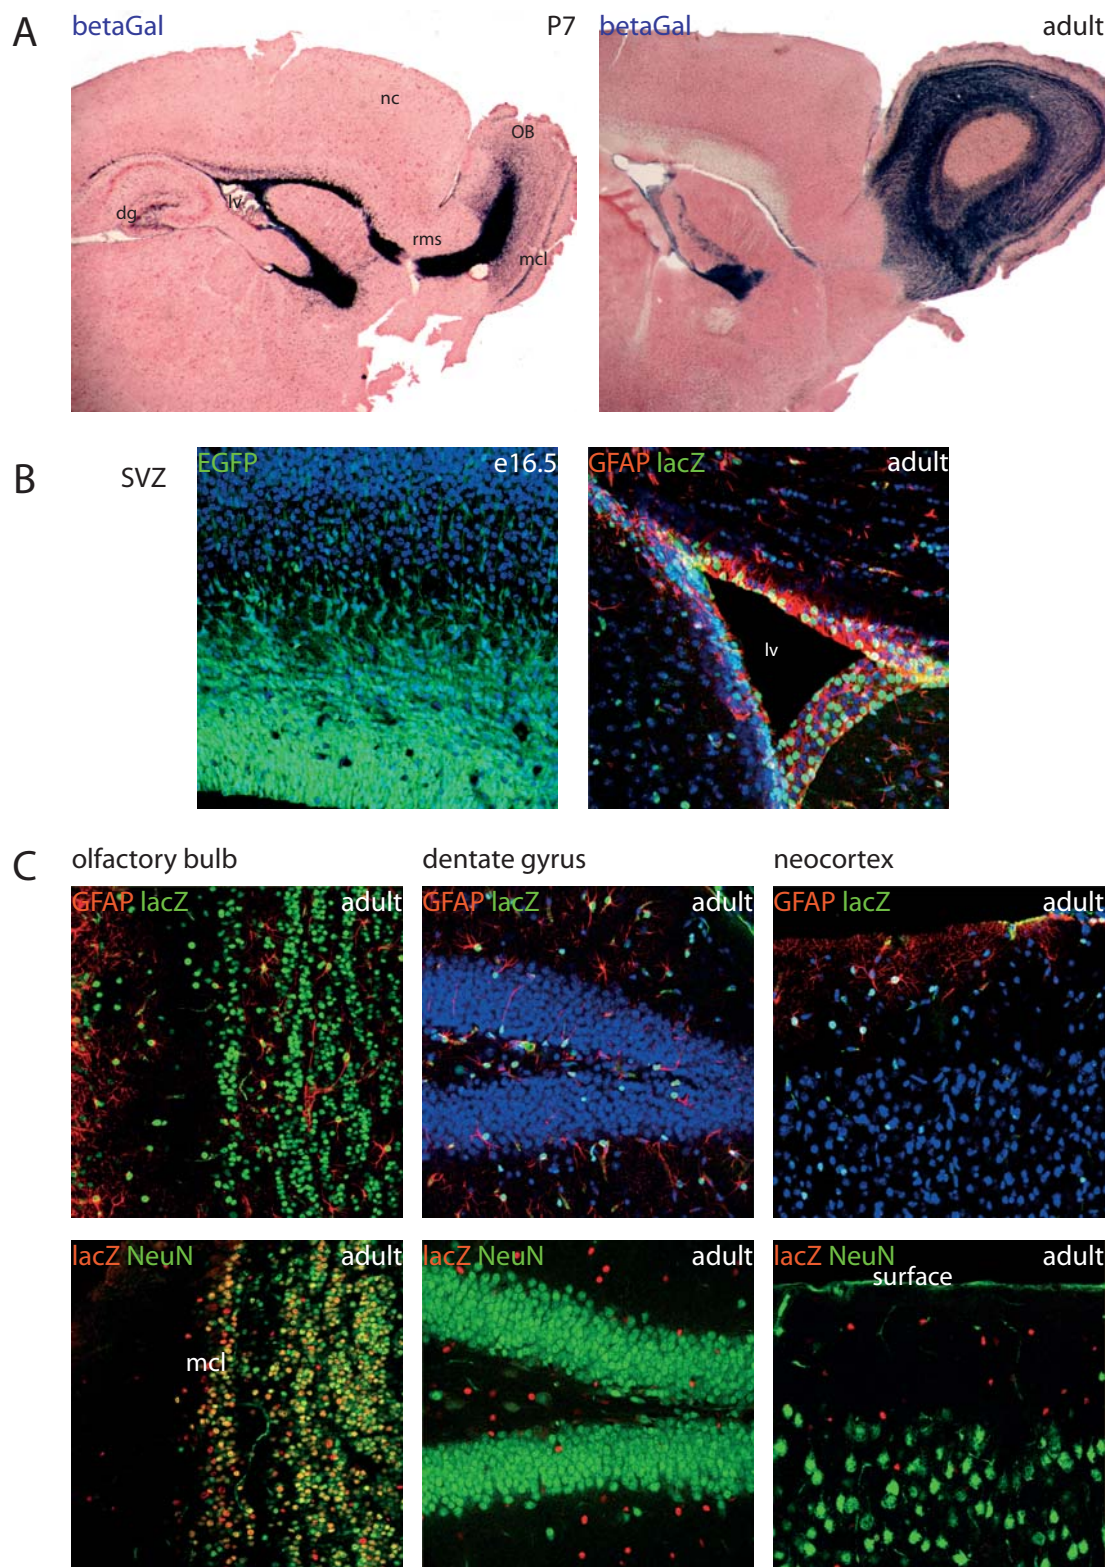 A
betaGal P7
betaGal adult
nc
OB
dg
lv
rms
mcl
B
SVZ
EGFP e16.5
GFAP lacZ adult
lv
C
olfactory bulb dentate gyrus neocortex
GFAP lacZ adult
GFAP lacZ adult
GFAP lacZ adult
lacZ NeuN adult
lacZ NeuN adult
lacZ NeuN adult
surface
mcl